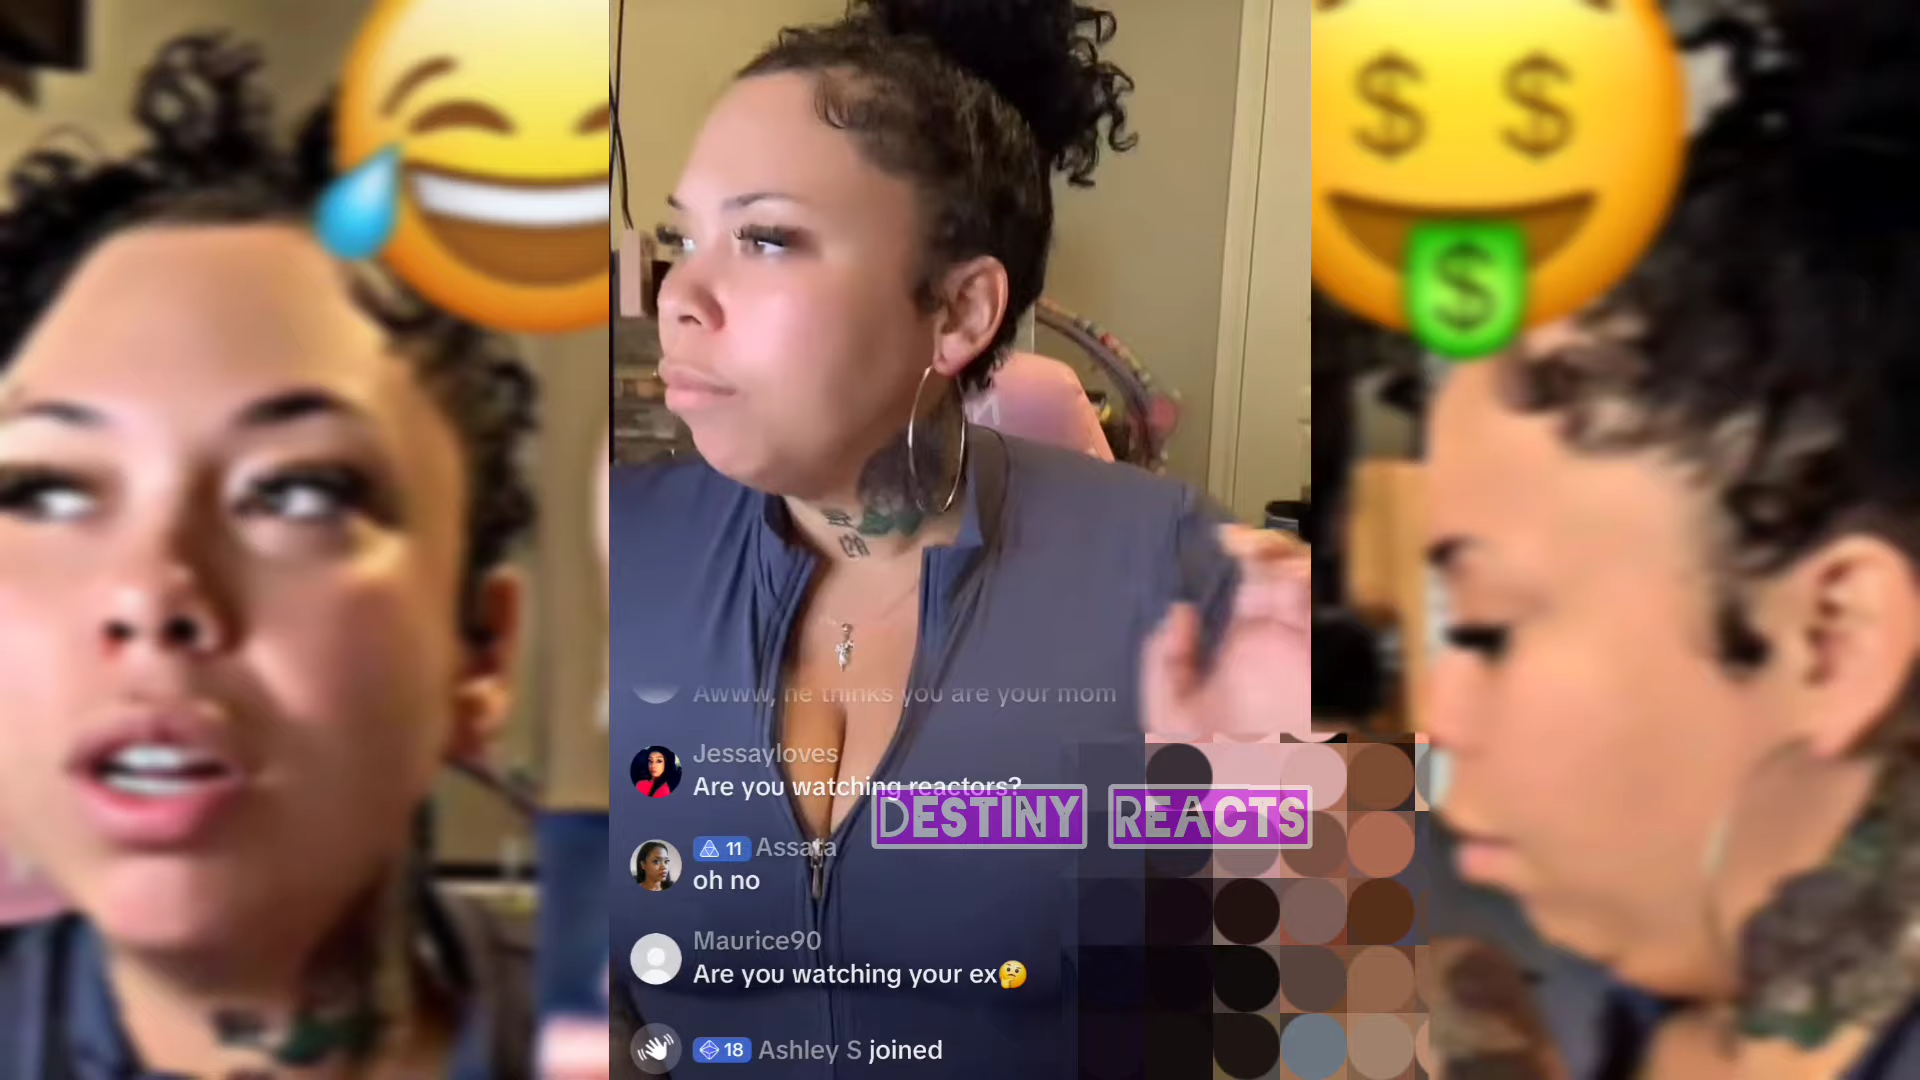 Awww, he thinks you are your mom
Jessayloves
Are you watching reactors?
DESTINY REACTS
11 Assata
oh no
Maurice90
Are you watching your ex🤔
18 Ashley S joined